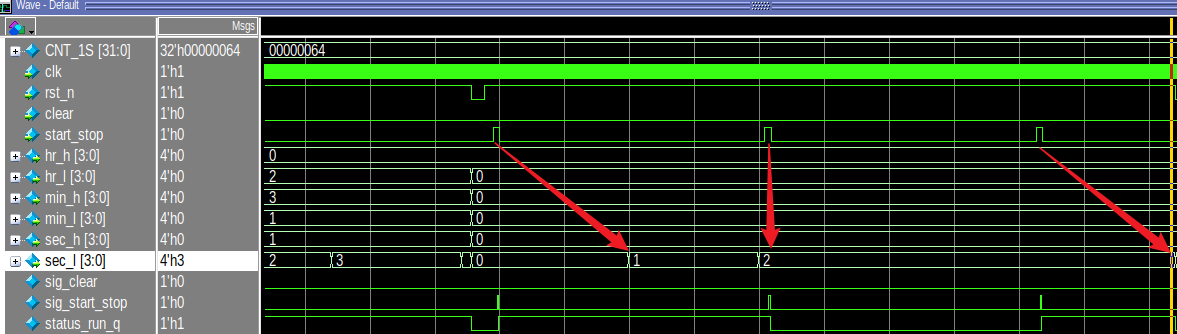 Wave - Default
Msgs
CNT_1S [31:0] 32'h00000064 00000064
clk 1'h1
rst_n 1'h1
clear 1'h0
start_stop 1'h0
hr_h [3:0] 4'h0 0
hr_l [3:0] 4'h0 2 0
min_h [3:0] 4'h0 3 0
min_l [3:0] 4'h0 1 0
sec_h [3:0] 4'h0 1 0
sec_l [3:0] 4'h3 2 3 0 1 2
sig_clear 1'h0
sig_start_stop 1'h0
status_run_q 1'h1